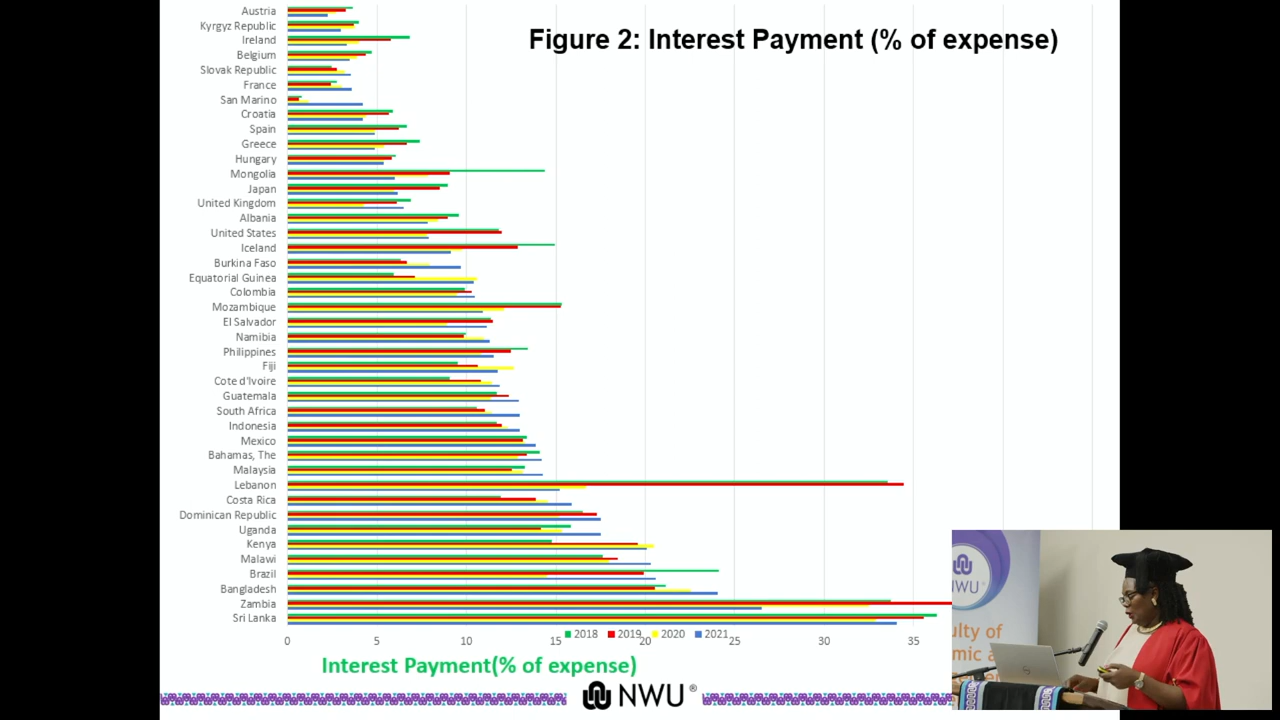 Figure 2: Interest Payment (% of expense)
Austria
Kyrgyz Republic
Ireland
Belgium
Slovak Republic
France
San Marino
Croatia
Spain
Greece
Hungary
Mongolia
Japan
United Kingdom
Albania
United States
Iceland
Burkina Faso
Equatorial Guinea
Colombia
Mozambique
El Salvador
Namibia
Philippines
Fiji
Cote d'Ivoire
Guatemala
South Africa
Indonesia
Mexico
Bahamas, The
Malaysia
Lebanon
Costa Rica
Dominican Republic
Uganda
Kenya
Malawi
Brazil
Bangladesh
Zambia
Sri Lanka
2018 2019 2020 2021
0 5 10 15 20 25 30 35
Interest Payment(% of expense)
NWU®
NWU
ulty of
mic a